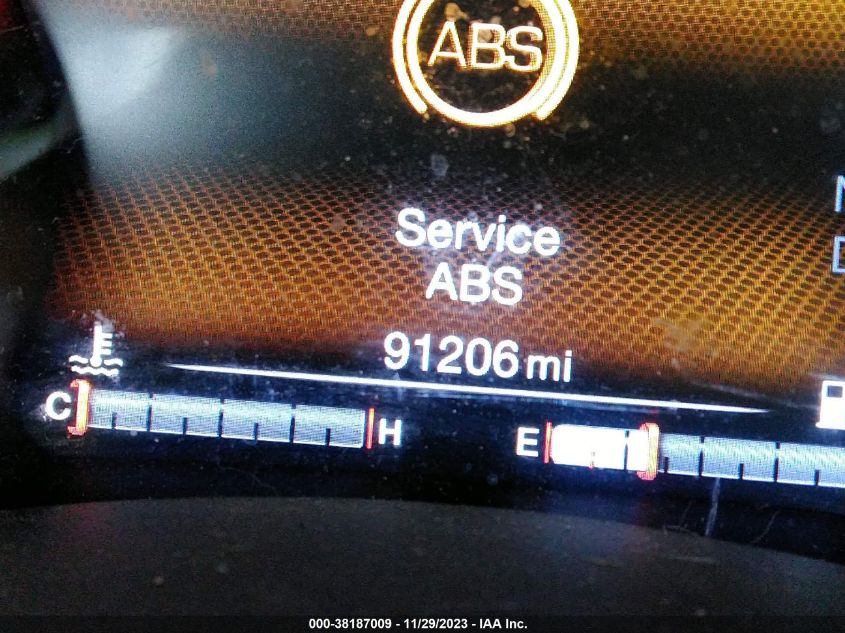 ABS
Service
ABS
91206 mi
C H E
000-38187009 - 11/29/2023 - IAA Inc.